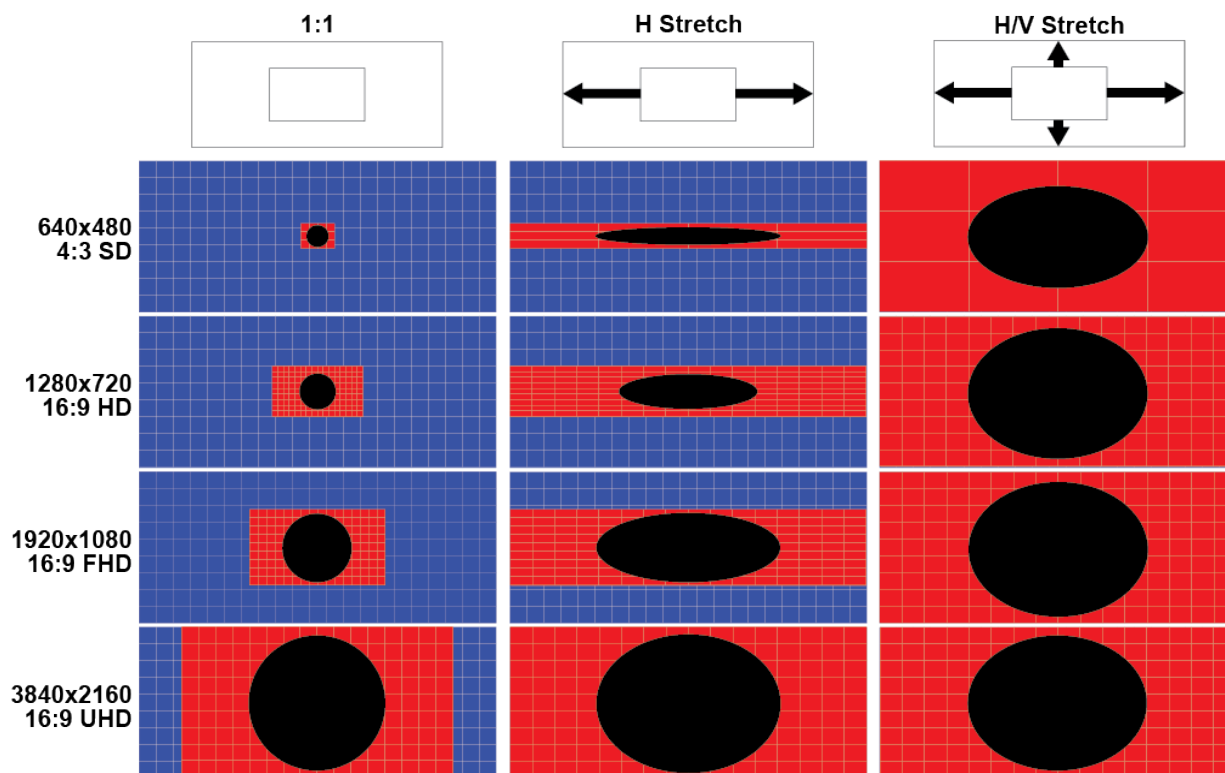 1:1
H Stretch
H/V Stretch
640x480
4:3 SD
1280x720
16:9 HD
1920x1080
16:9 FHD
3840x2160
16:9 UHD